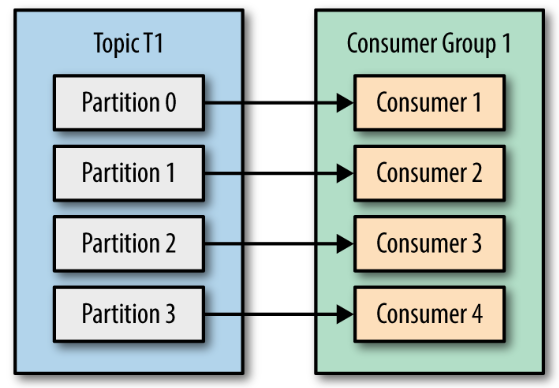 Topic T1
Partition 0
Partition 1
Partition 2
Partition 3
Consumer Group 1
Consumer 1
Consumer 2
Consumer 3
Consumer 4